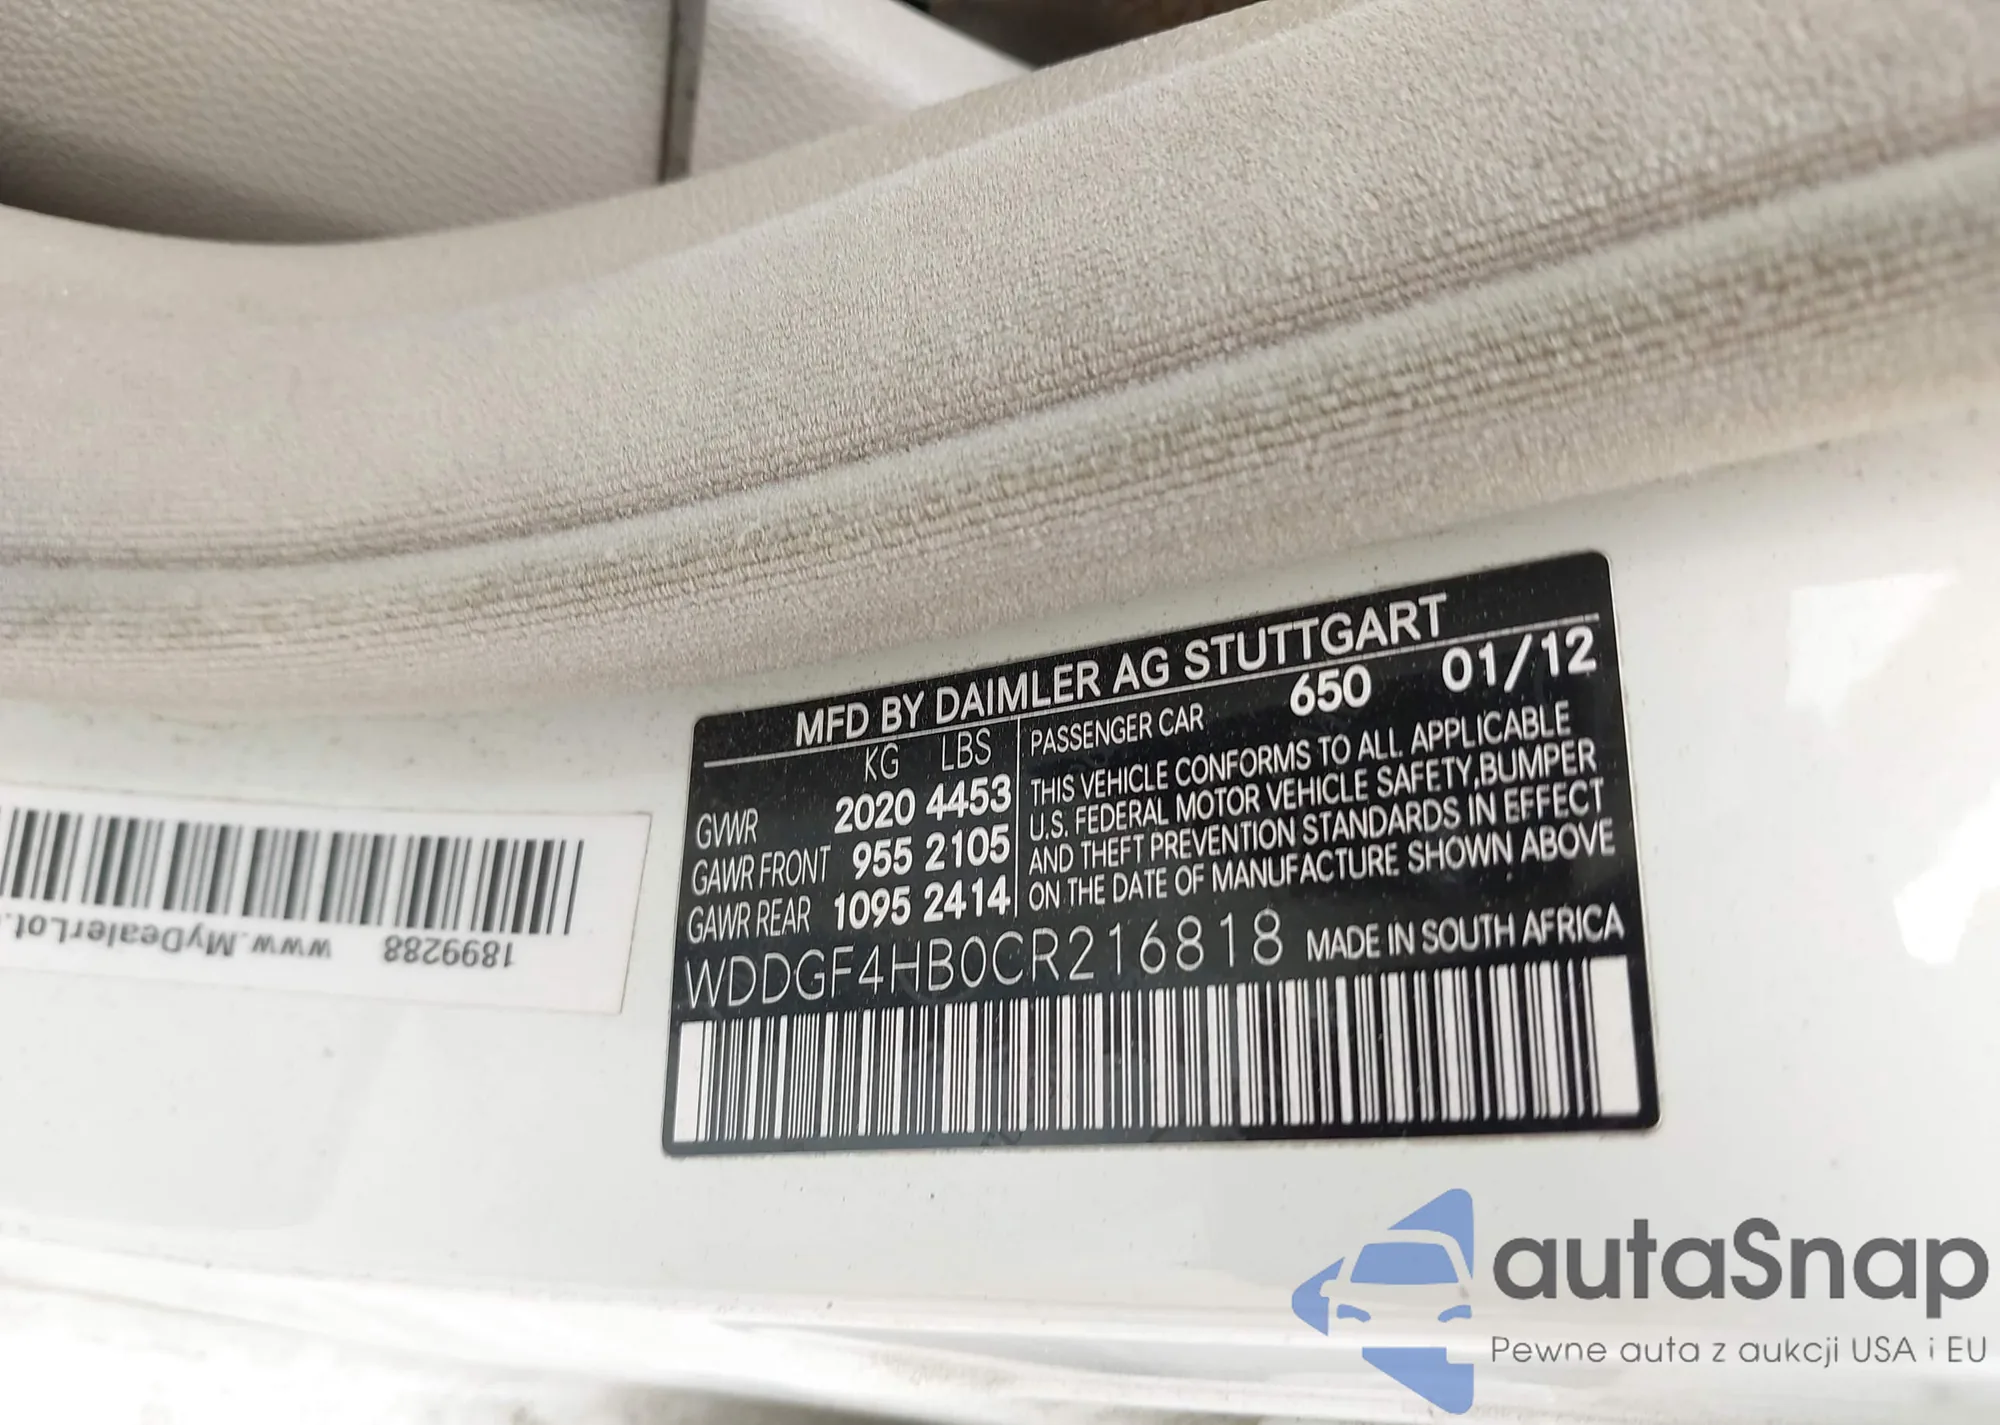 MFD BY DAIMLER AG STUTTGART
KG LBS
GVWR 2020 4453
GAWR FRONT 955 2105
GAWR REAR 1095 2414
PASSENGER CAR 650 01/12
THIS VEHICLE CONFORMS TO ALL APPLICABLE
U.S. FEDERAL MOTOR VEHICLE SAFETY,BUMPER
AND THEFT PREVENTION STANDARDS IN EFFECT
ON THE DATE OF MANUFACTURE SHOWN ABOVE
WDDGF4HB0CR216818 MADE IN SOUTH AFRICA
1899288 www.MyDealerLot.
autaSnap
Pewne auta z aukcji USA i EU